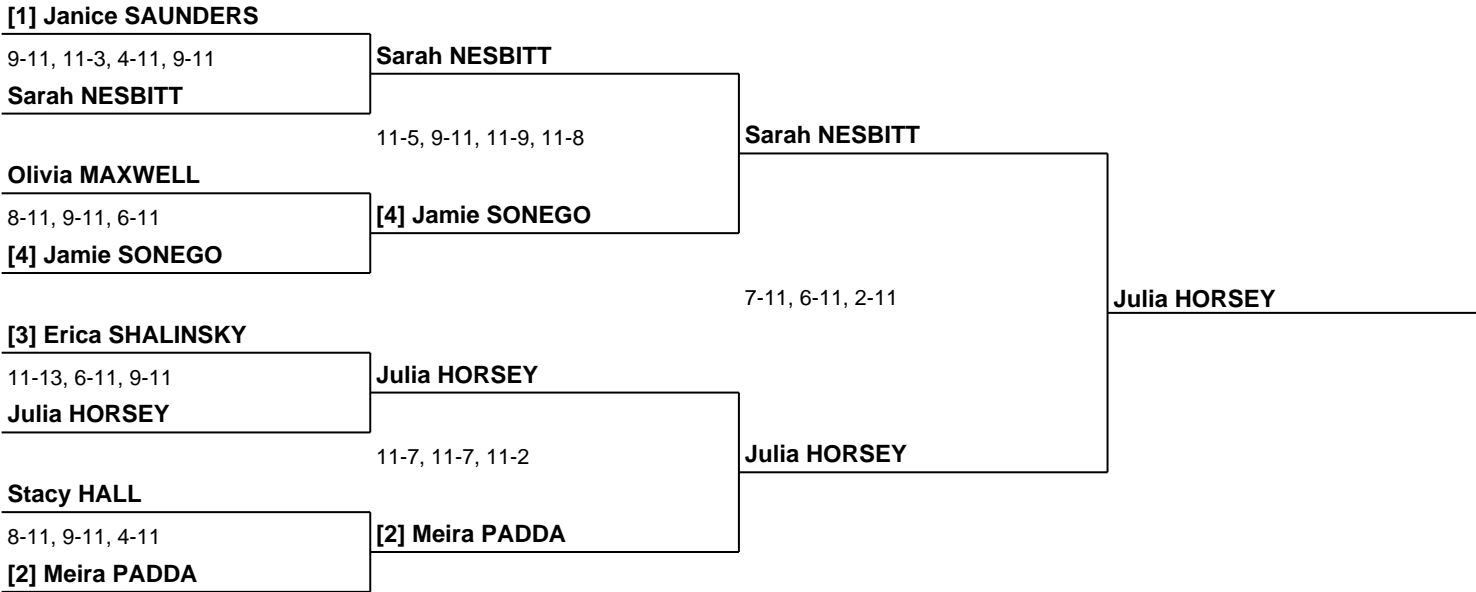 [1] Janice SAUNDERS
9-11, 11-3, 4-11, 9-11
Sarah NESBITT
Sarah NESBITT
11-5, 9-11, 11-9, 11-8
Sarah NESBITT
Olivia MAXWELL
8-11, 9-11, 6-11
[4] Jamie SONEGO
[4] Jamie SONEGO
7-11, 6-11, 2-11
Julia HORSEY
[3] Erica SHALINSKY
11-13, 6-11, 9-11
Julia HORSEY
Julia HORSEY
11-7, 11-7, 11-2
Julia HORSEY
Stacy HALL
8-11, 9-11, 4-11
[2] Meira PADDA
[2] Meira PADDA